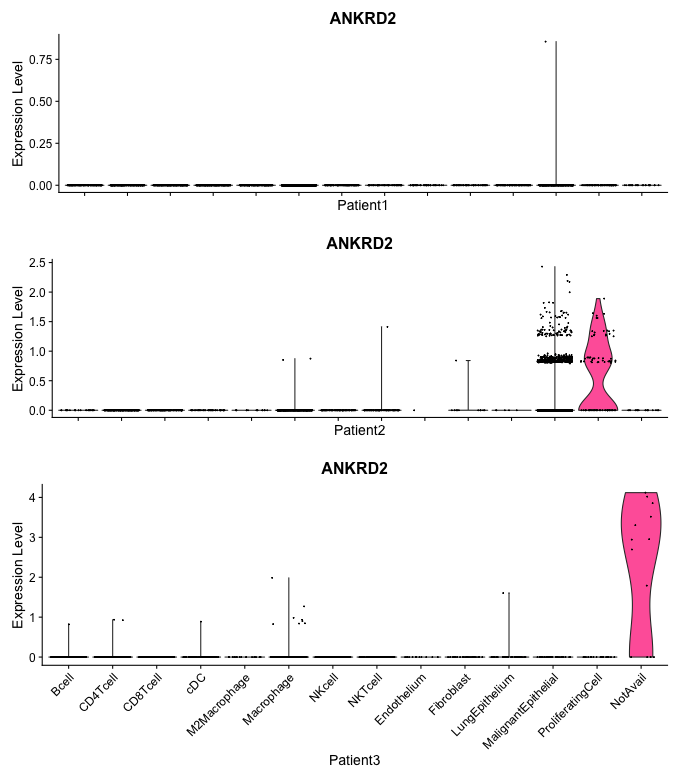 ANKRD2
Expression Level
0.75
0.50
0.25
0.00
Patient1
ANKRD2
Expression Level
2.5
2.0
1.5
1.0
0.5
0.0
Patient2
ANKRD2
Expression Level
4
3
2
1
0
Bcell
CD4Tcell
CD8Tcell
cDC
M2Macrophage
Macrophage
NKcell
NKTcell
Endothelium
Fibroblast
LungEpithelium
MalignantEpithelial
ProliferatingCell
NotAvail
Patient3